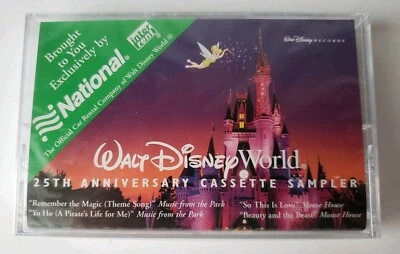 Brought
to You
Exclusively by
National.
interrent
The Official Car Rental Company of Walt Disney World ®
Walt Disney RECORDS
WALT DISNEY World
25TH ANNIVERSARY CASSETTE SAMPLER
"Remember the Magic (Theme Song)" Music from the Park
"Yo Ho (A Pirate's Life for Me)" Music from the Park
"So This Is Love" Mouse House
"Beauty and the Beast" Mouse House